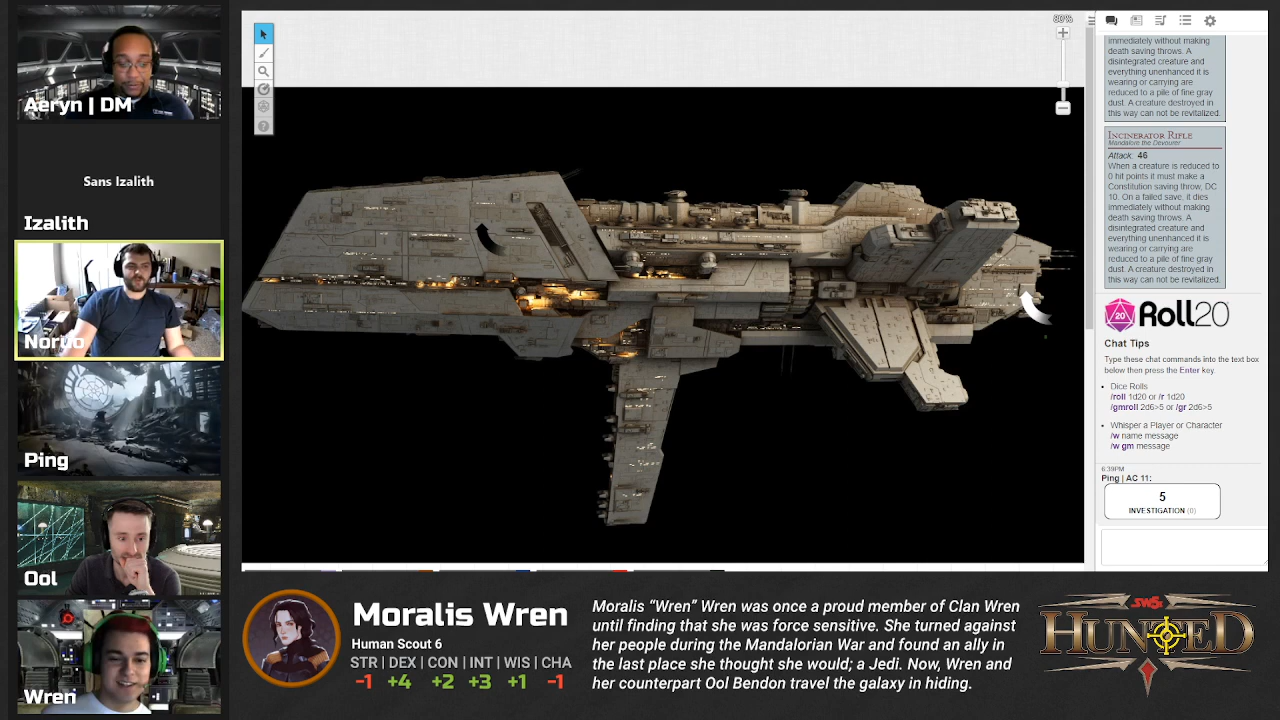 Aeryn | DM
Sans Izalith
Izalith
Ping
Ool
Wren
80%
immediately without making
death saving throws. A
disintegrated creature and
everything unenhanced it is
wearing or carrying are
reduced to a pile of fine gray
dust. A creature destroyed in
this way can not be revitalized.
Incinerator Rifle
Mandalore the Devourer
Attack: 46
When a creature is reduced to
0 hit points it must make a
Constitution saving throw, DC
10. On a failed save, it dies
immediately without making
death saving throws. A
disintegrated creature and
everything unenhanced it is
wearing or carrying are
reduced to a pile of fine gray
dust. A creature destroyed in
this way can not be revitalized.
20
Roll20
Chat Tips
Type these chat commands into the text box
below then press the Enter key.
• Dice Rolls
/roll 1d20 or /r 1d20
/gmroll 2d6>5 or /gr 2d6>5
• Whisper a Player or Character
/w name message
/w gm message
6:39PM
Ping | AC 11:
5
INVESTIGATION (0)
Moralis Wren
Human Scout 6
STR | DEX | CON | INT | WIS | CHA
-1 +4 +2 +3 +1 -1
Moralis “Wren” Wren was once a proud member of Clan Wren
until finding that she was force sensitive. She turned against
her people during the Mandalorian War and found an ally in
the last place she thought she would; a Jedi. Now, Wren and
her counterpart Ool Bendon travel the galaxy in hiding.
SW5E
HUNTED